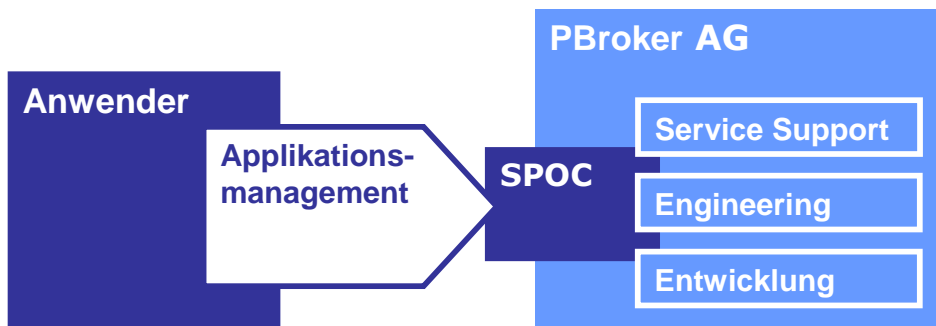 PBroker AG
Anwender
Service Support
Applikations-
management
SPOC
Engineering
Entwicklung